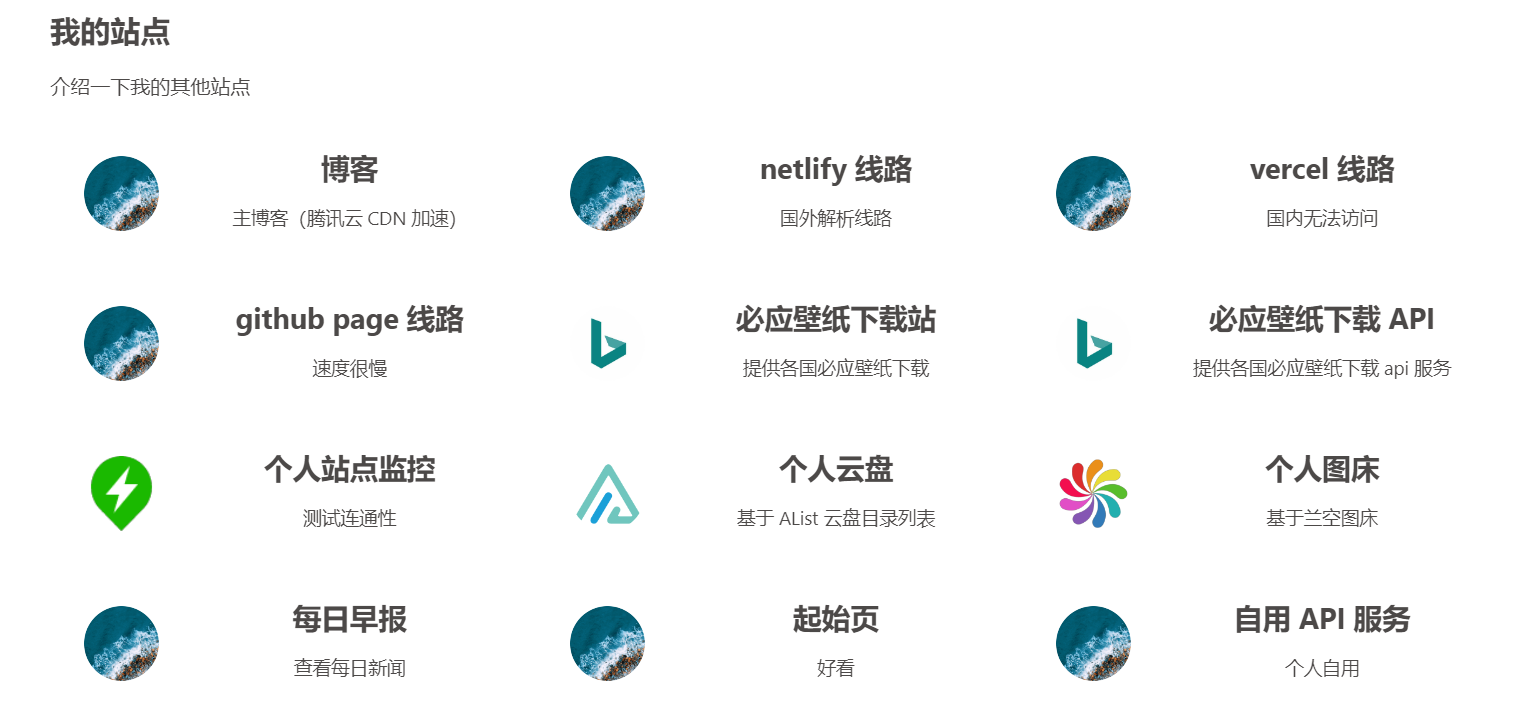 我的站点
介绍一下我的其他站点
博客
主博客（腾讯云 CDN 加速）
netlify 线路
国外解析线路
vercel 线路
国内无法访问
github page 线路
速度很慢
必应壁纸下载站
提供各国必应壁纸下载
必应壁纸下载 API
提供各国必应壁纸下载 api 服务
个人站点监控
测试连通性
个人云盘
基于 AList 云盘目录列表
个人图床
基于兰空图床
每日早报
查看每日新闻
起始页
好看
自用 API 服务
个人自用